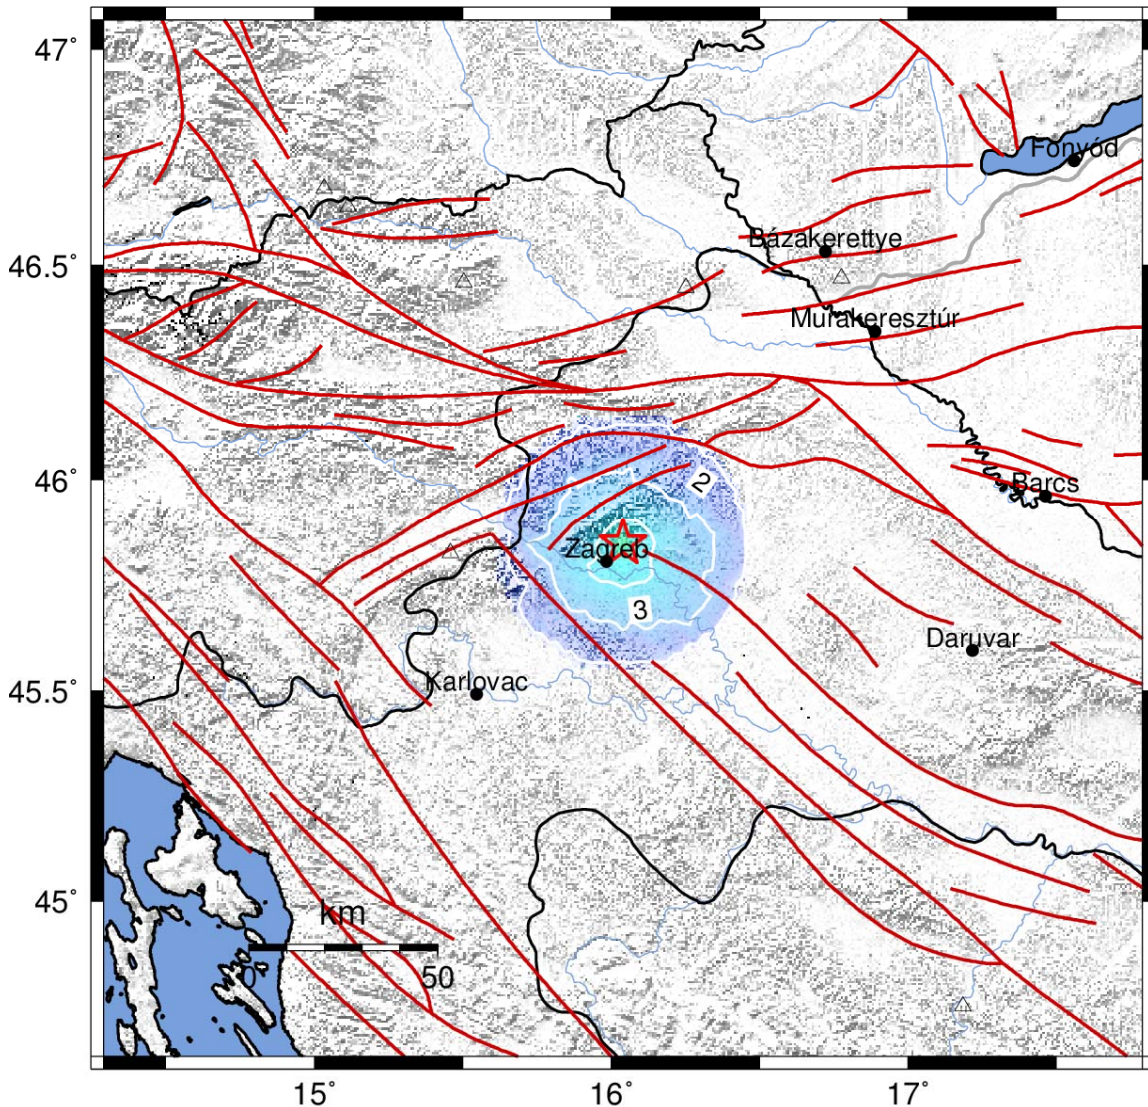 47˚
Fonyód
Bázakerettye
46.5˚
Murakeresztúr
46˚
2
Barcs
Zagreb
3
Daruvar
45.5˚
Karlovac
45˚
km
0 50
15˚ 16˚ 17˚